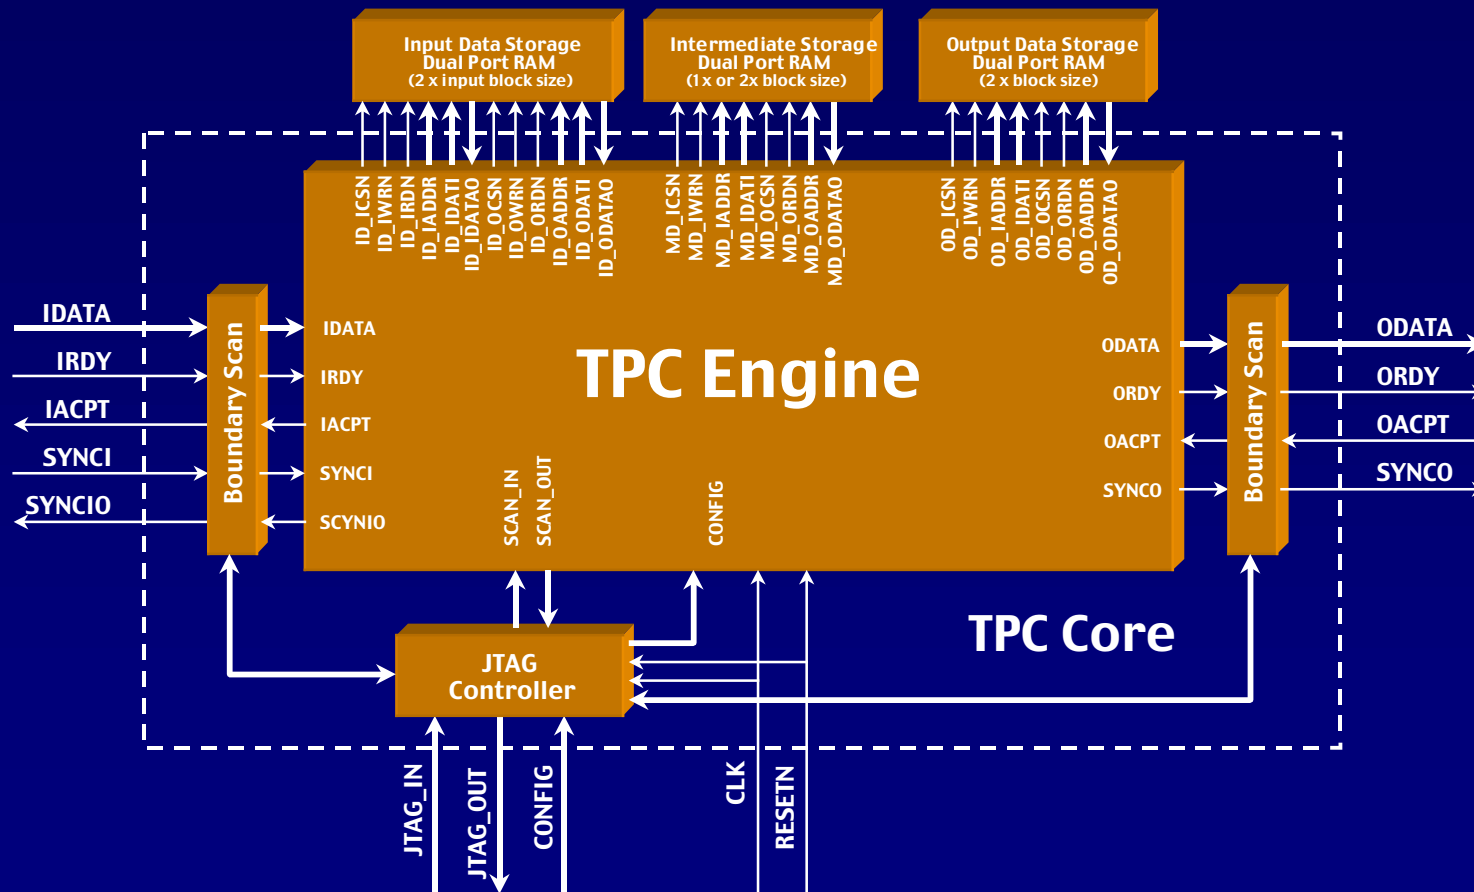 Input Data Storage
Dual Port RAM
(2 x input block size)
Intermediate Storage
Dual Port RAM
(1x or 2x block size)
Output Data Storage
Dual Port RAM
(2 x block size)
ID_ICSN
ID_IWRN
ID_IRDN
ID_IADDR
ID_IDATI
ID_IDATAO
ID_OCSN
ID_OWRN
ID_ORDN
ID_OADDR
ID_ODATI
ID_ODATAO
MD_ICSN
MD_IWRN
MD_IADDR
MD_IDATI
MD_OCSN
MD_ORDN
MD_OADDR
MD_ODATAO
OD_ICSN
OD_IWRN
OD_IADDR
OD_IDATI
OD_OCSN
OD_ORDN
OD_OADDR
OD_ODATAO
IDATA
IRDY
IACPT
SYNCI
SYNCIO
Boundary Scan
IDATA
IRDY
IACPT
SYNCI
SCYNIO
TPC Engine
SCAN_IN
SCAN_OUT
CONFIG
ODATA
ORDY
OACPT
SYNCO
Boundary Scan
ODATA
ORDY
OACPT
SYNCO
TPC Core
JTAG
Controller
JTAG_IN
JTAG_OUT
CONFIG
CLK
RESETN